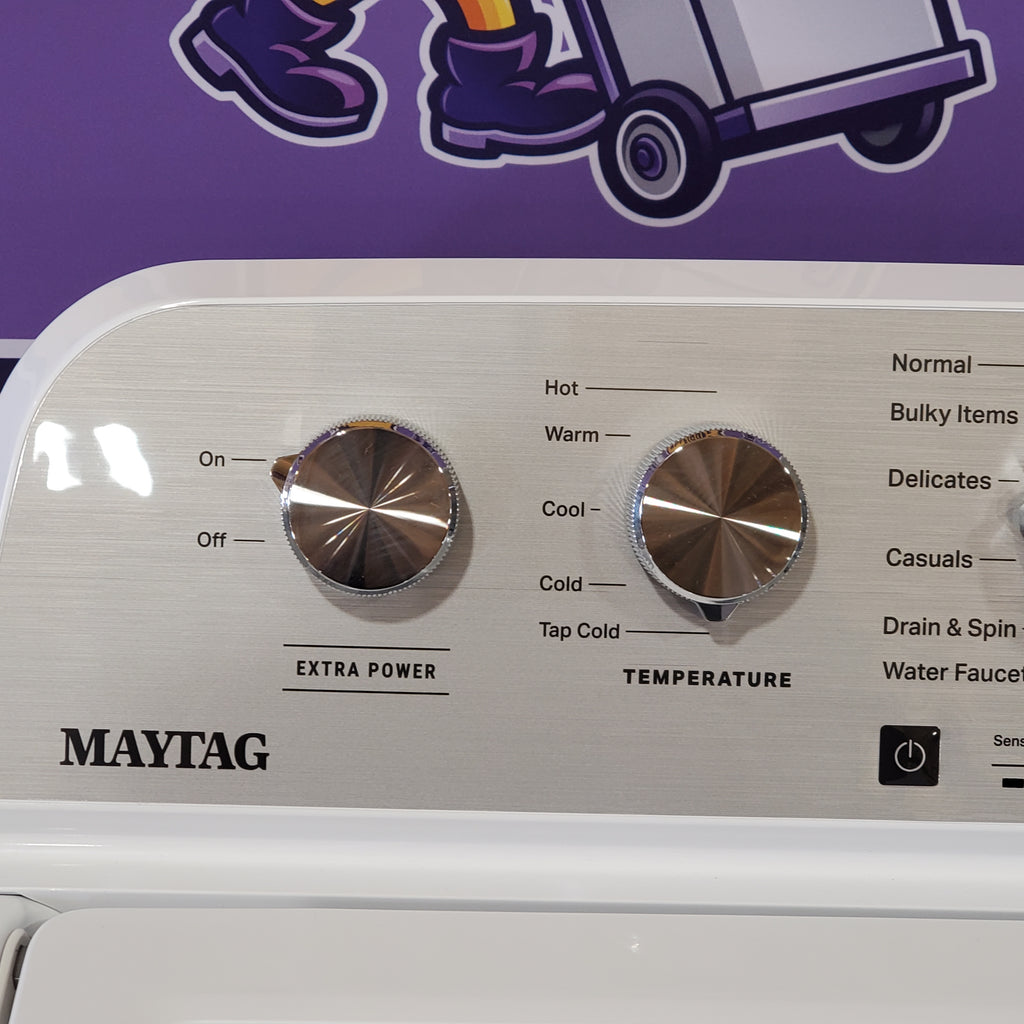 On
Off
EXTRA POWER
MAYTAG
Hot
Warm
Cool
Cold
Tap Cold
TEMPERATURE
Normal
Bulky Items
Delicates
Casuals
Drain & Spin
Water Faucet
Sens